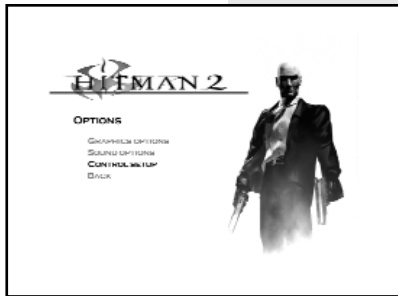 HITMAN 2
OPTIONS
GRAPHICS OPTIONS
SOUND OPTIONS
CONTROL SETUP
BACK